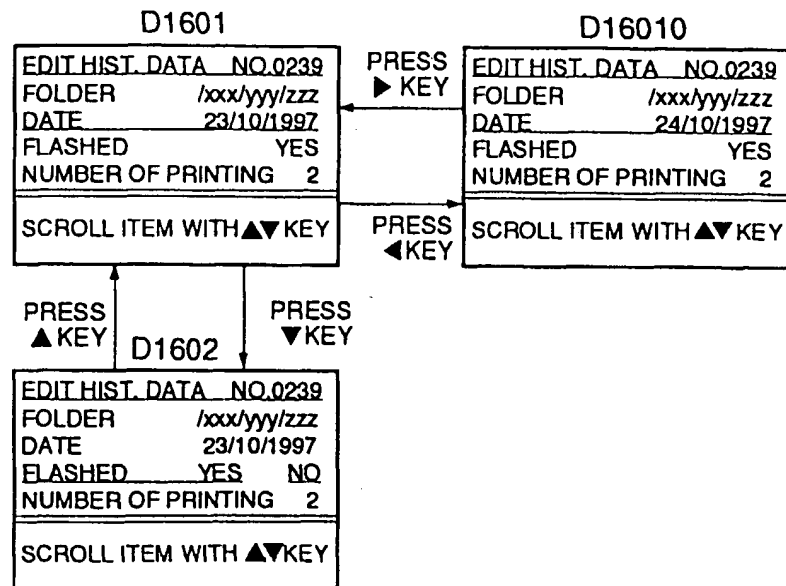 D1601
EDIT HIST. DATA NO.0239
FOLDER /xxx/yyy/zzz
DATE 23/10/1997
FLASHED YES
NUMBER OF PRINTING 2
SCROLL ITEM WITH ▲▼ KEY
PRESS
▶ KEY
PRESS
◀ KEY
D16010
EDIT HIST. DATA NO.0239
FOLDER /xxx/yyy/zzz
DATE 24/10/1997
FLASHED YES
NUMBER OF PRINTING 2
SCROLL ITEM WITH ▲▼ KEY
PRESS
▲ KEY
PRESS
▼ KEY
D1602
EDIT HIST. DATA NO.0239
FOLDER /xxx/yyy/zzz
DATE 23/10/1997
FLASHED YES NO
NUMBER OF PRINTING 2
SCROLL ITEM WITH ▲▼ KEY